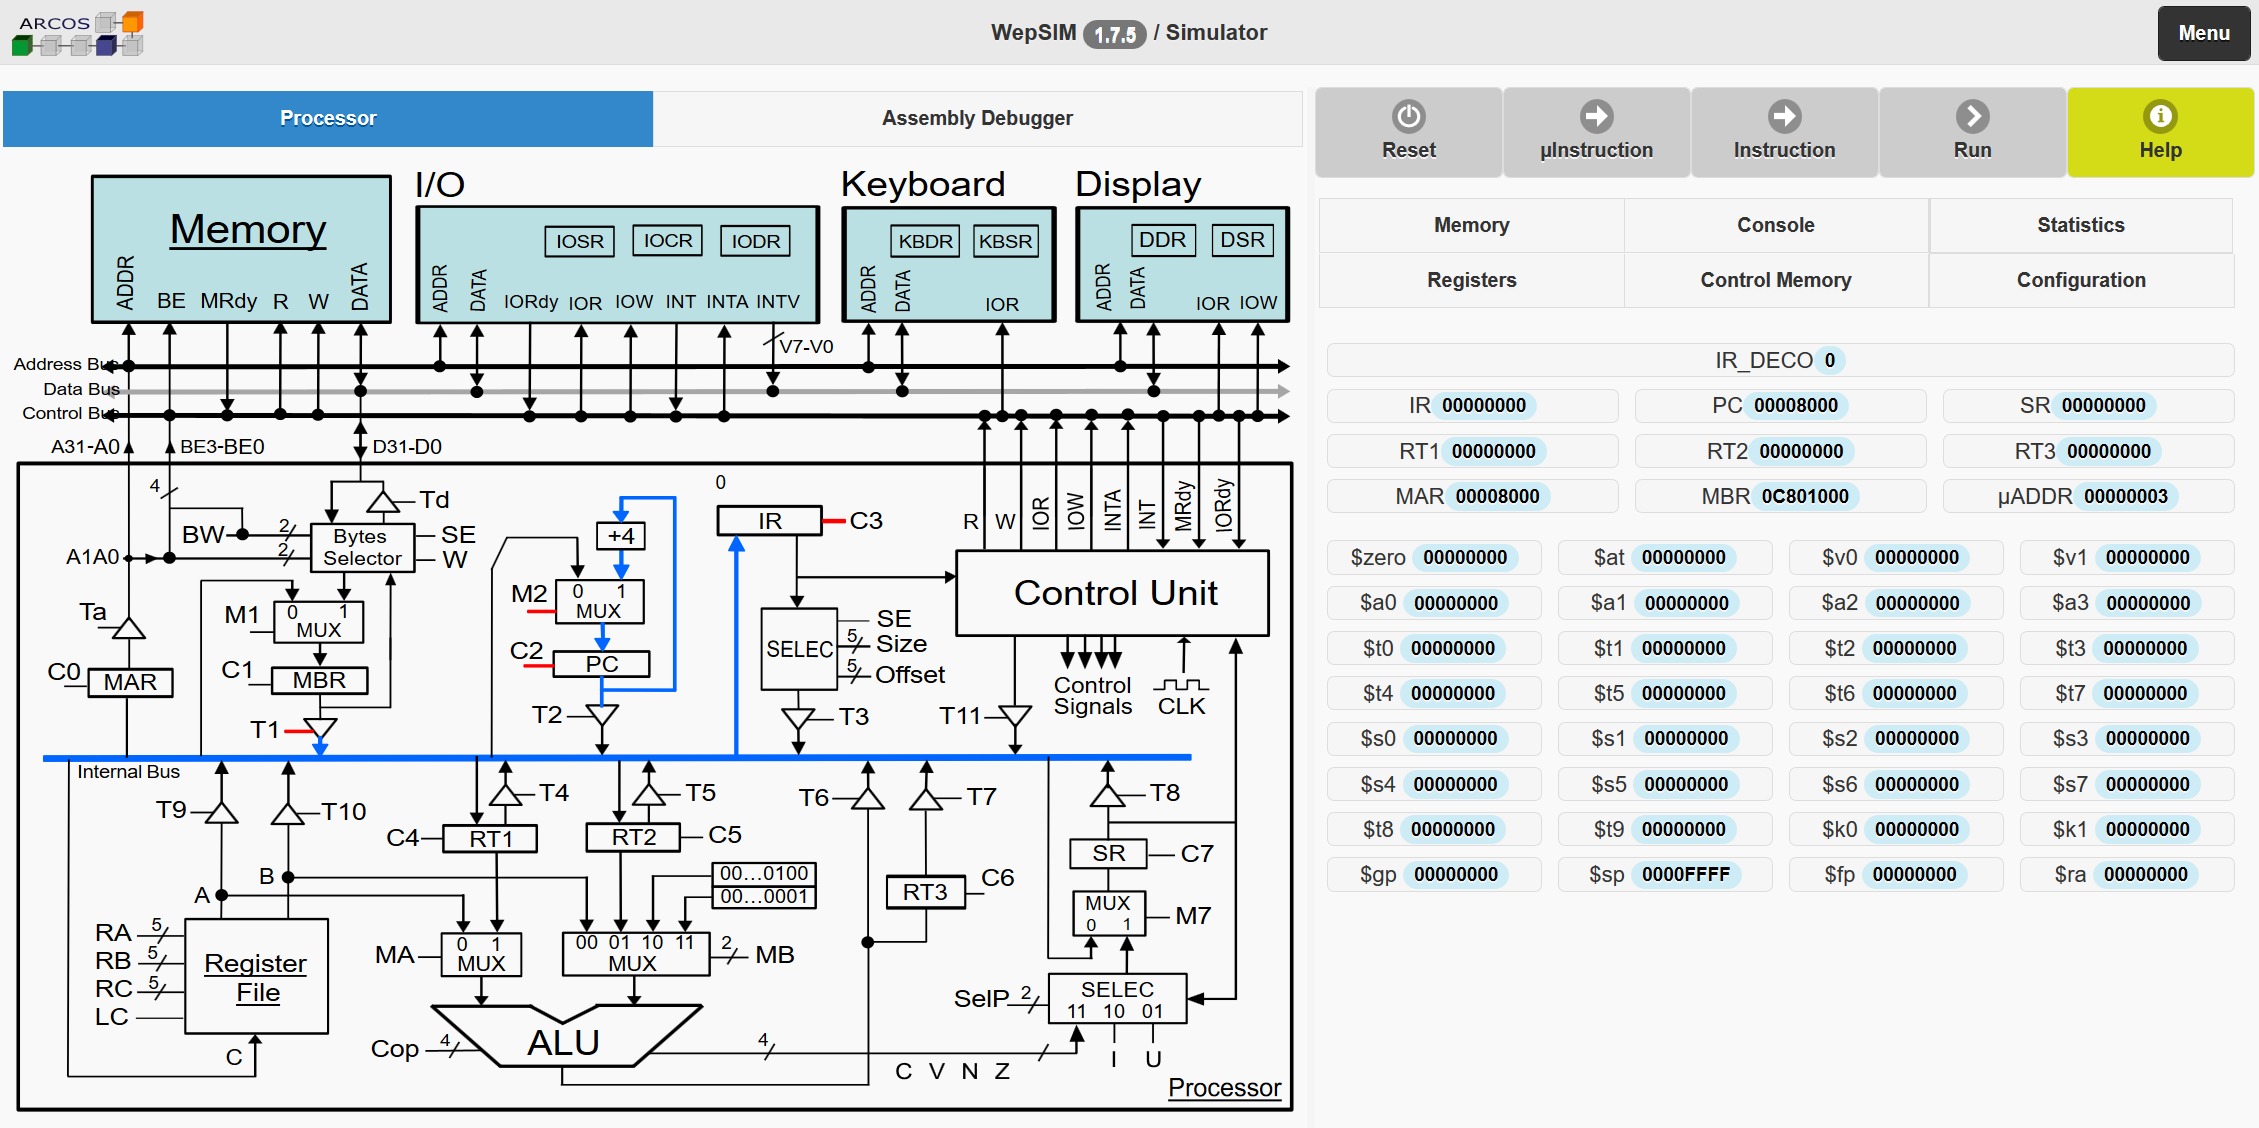 ARCOS
WepSIM 1.7.5 / Simulator
Menu
Processor
Assembly Debugger
Reset
µInstruction
Instruction
Run
Help
Memory
Console
Statistics
Registers
Control Memory
Configuration
IR_DECO 0
IR 00000000
PC 00008000
SR 00000000
RT1 00000000
RT2 00000000
RT3 00000000
MAR 00008000
MBR 0C801000
µADDR 00000003
$zero 00000000
$at 00000000
$v0 00000000
$v1 00000000
$a0 00000000
$a1 00000000
$a2 00000000
$a3 00000000
$t0 00000000
$t1 00000000
$t2 00000000
$t3 00000000
$t4 00000000
$t5 00000000
$t6 00000000
$t7 00000000
$s0 00000000
$s1 00000000
$s2 00000000
$s3 00000000
$s4 00000000
$s5 00000000
$s6 00000000
$s7 00000000
$t8 00000000
$t9 00000000
$k0 00000000
$k1 00000000
$gp 00000000
$sp 0000FFFF
$fp 00000000
$ra 00000000
Memory
ADDR
BE
MRdy
R
W
DATA
I/O
IOSR
IOCR
IODR
ADDR
DATA
IORdy
IOR
IOW
INT
INTA
INTV
V7-V0
Keyboard
KBDR
KBSR
ADDR
DATA
IOR
Display
DDR
DSR
ADDR
DATA
IOR
IOW
Address Bus
Data Bus
Control Bus
A31-A0
BE3-BE0
D31-D0
4
Td
BW
2
2
A1A0
Bytes
Selector
SE
W
Ta
M1
0 1
MUX
C0
MAR
C1
MBR
T1
+4
M2
0 1
MUX
C2
PC
T2
0
IR
C3
SELEC
SE
5
Size
5
Offset
T3
R
W
IOR
IOW
INTA
INT
MRdy
IORdy
Control Unit
T11
Control
Signals
CLK
Internal Bus
T9
T10
T4
T5
T6
T7
T8
C4
RT1
RT2
C5
RT3
C6
SR
C7
00...0100
00...0001
A
B
RA
5
RB
5
RC
5
LC
Register
File
C
MA
0 1
MUX
00 01 10 11
MUX
2
MB
MUX
0 1
M7
SelP
2
SELEC
11 10 01
Cop
4
ALU
4
C V N Z
I
U
Processor